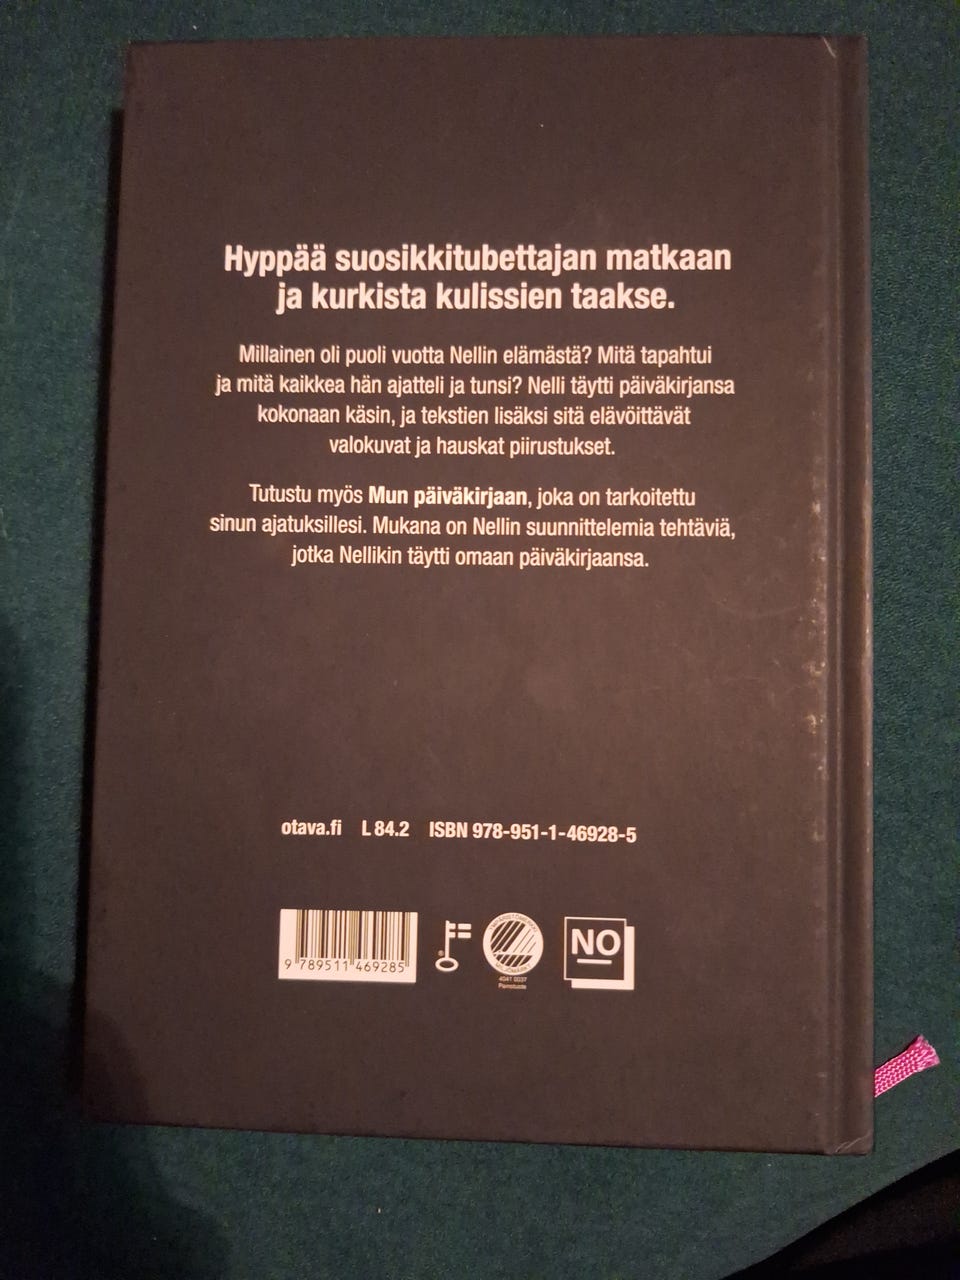 Hyppää suosikkitubettajan matkaan
ja kurkista kulissien taakse.
Millainen oli puoli vuotta Nellin elämästä? Mitä tapahtui
ja mitä kaikkea hän ajatteli ja tunsi? Nelli täytti päiväkirjansa
kokonaan käsin, ja tekstien lisäksi sitä elävöittävät
valokuvat ja hauskat piirustukset.
Tutustu myös Mun päiväkirjaan, joka on tarkoitettu
sinun ajatuksillesi. Mukana on Nellin suunnittelemia tehtäviä,
jotka Nellikin täytti omaan päiväkirjaansa.
otava.fi L 84.2 ISBN 978-951-1-46928-5
9 789511 469285
4041 0037
Painotuote
NO